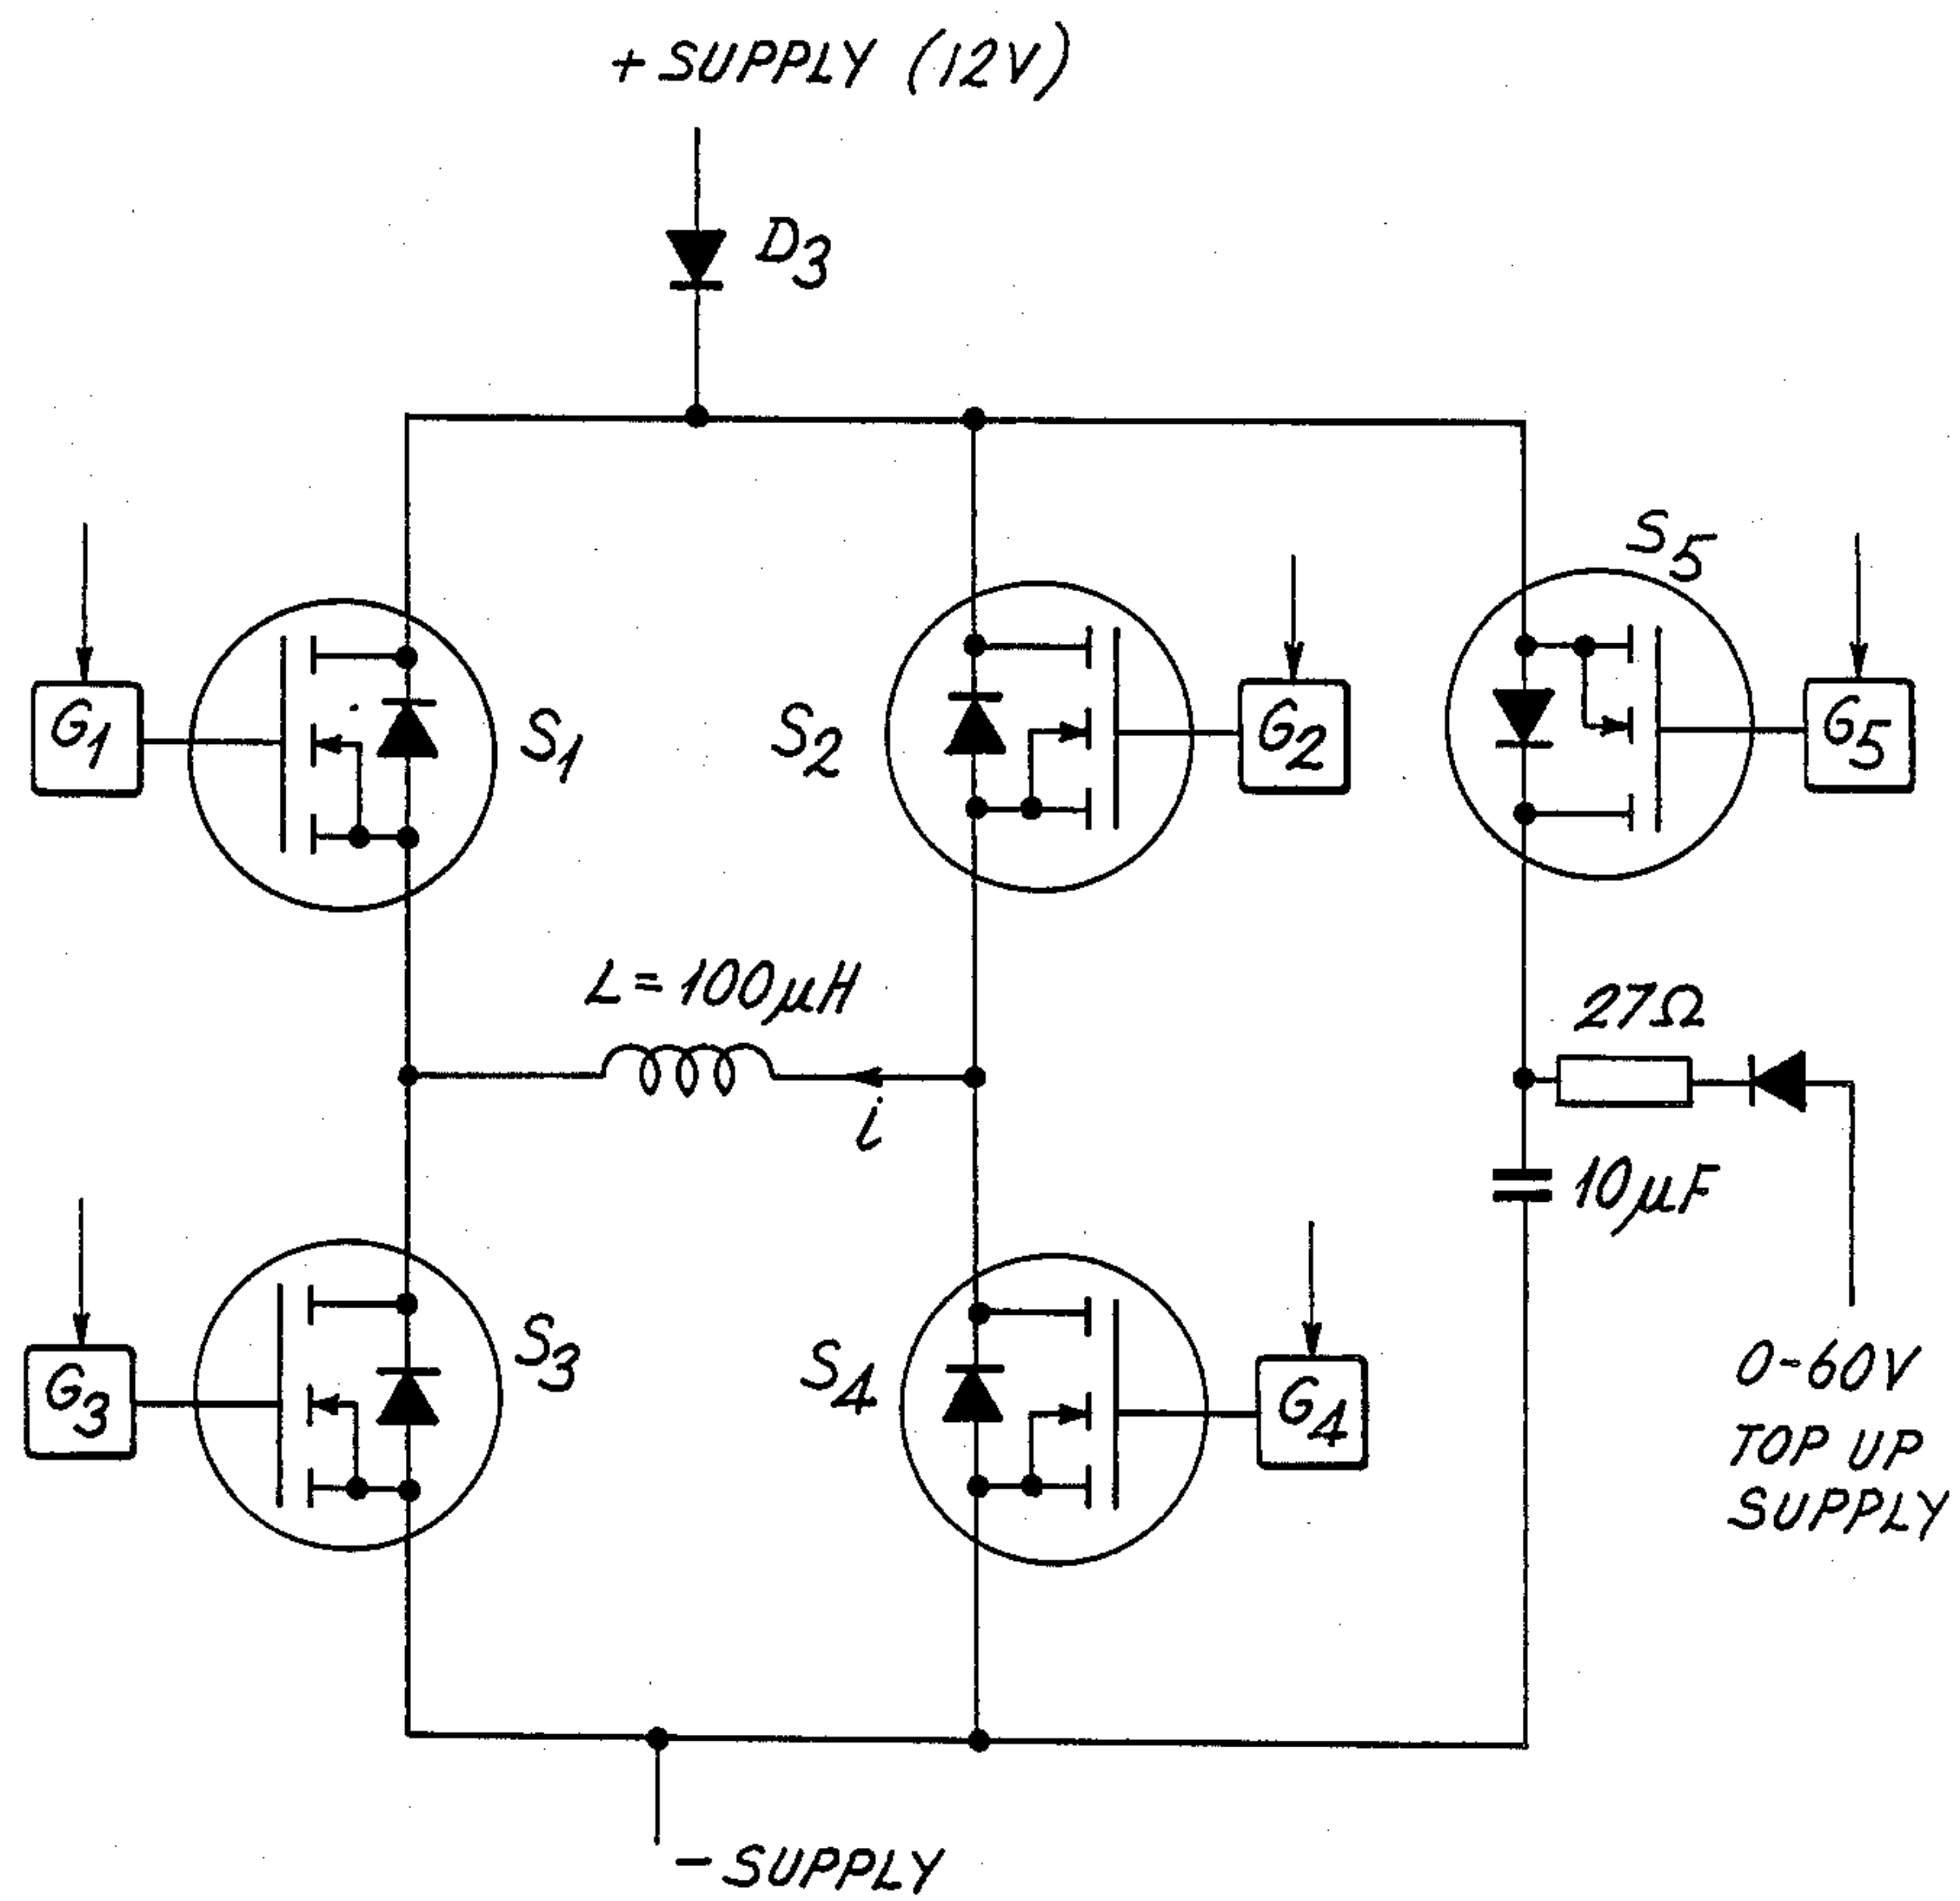 + SUPPLY (12V)
D3
S5
G1
S1
S2
G2
G5
L=100μH
27Ω
i
10μF
G3
S3
S4
G4
0-60V
TOP UP
SUPPLY
- SUPPLY